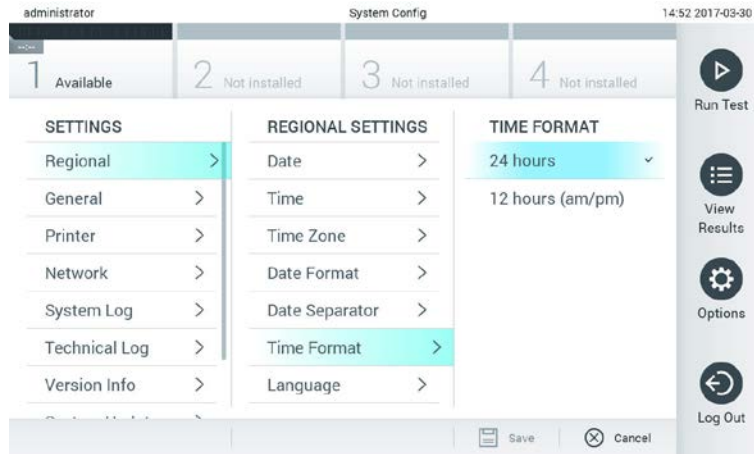 administrator
System Config
14:52 2017-03-30
--:--
1 Available
2 Not installed
3 Not installed
4 Not installed
SETTINGS
Regional
General
Printer
Network
System Log
Technical Log
Version Info
REGIONAL SETTINGS
Date
Time
Time Zone
Date Format
Date Separator
Time Format
Language
TIME FORMAT
24 hours
12 hours (am/pm)
Run Test
View
Results
Options
Log Out
Save
Cancel